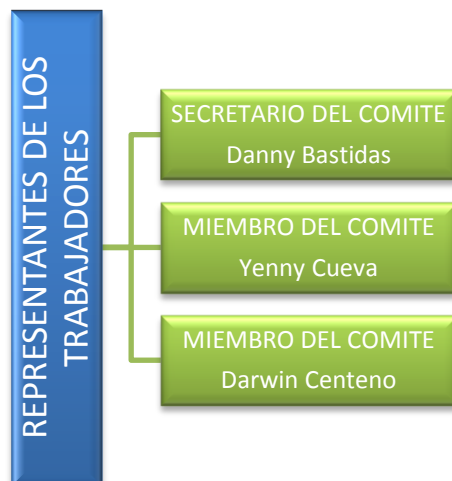 REPRESENTANTES DE LOS
TRABAJADORES
SECRETARIO DEL COMITE
Danny Bastidas
MIEMBRO DEL COMITE
Yenny Cueva
MIEMBRO DEL COMITE
Darwin Centeno